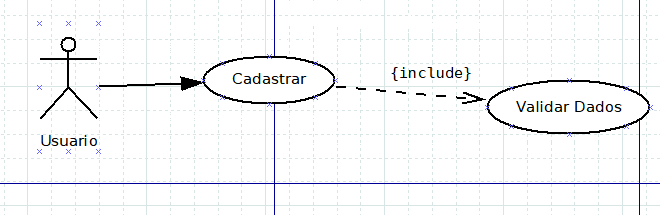 Cadastrar
{include}
Validar Dados
Usuario